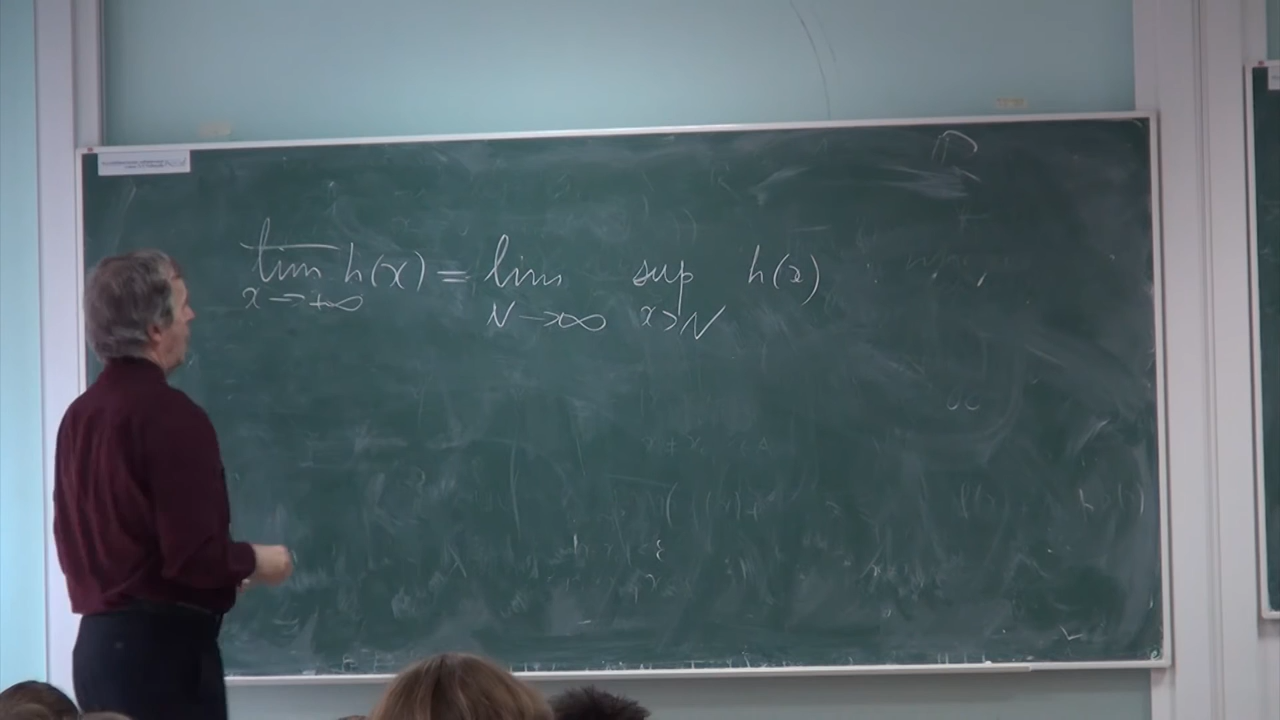 lim h(x) = lim sup h(x)
x→+∞ N→∞ x>N